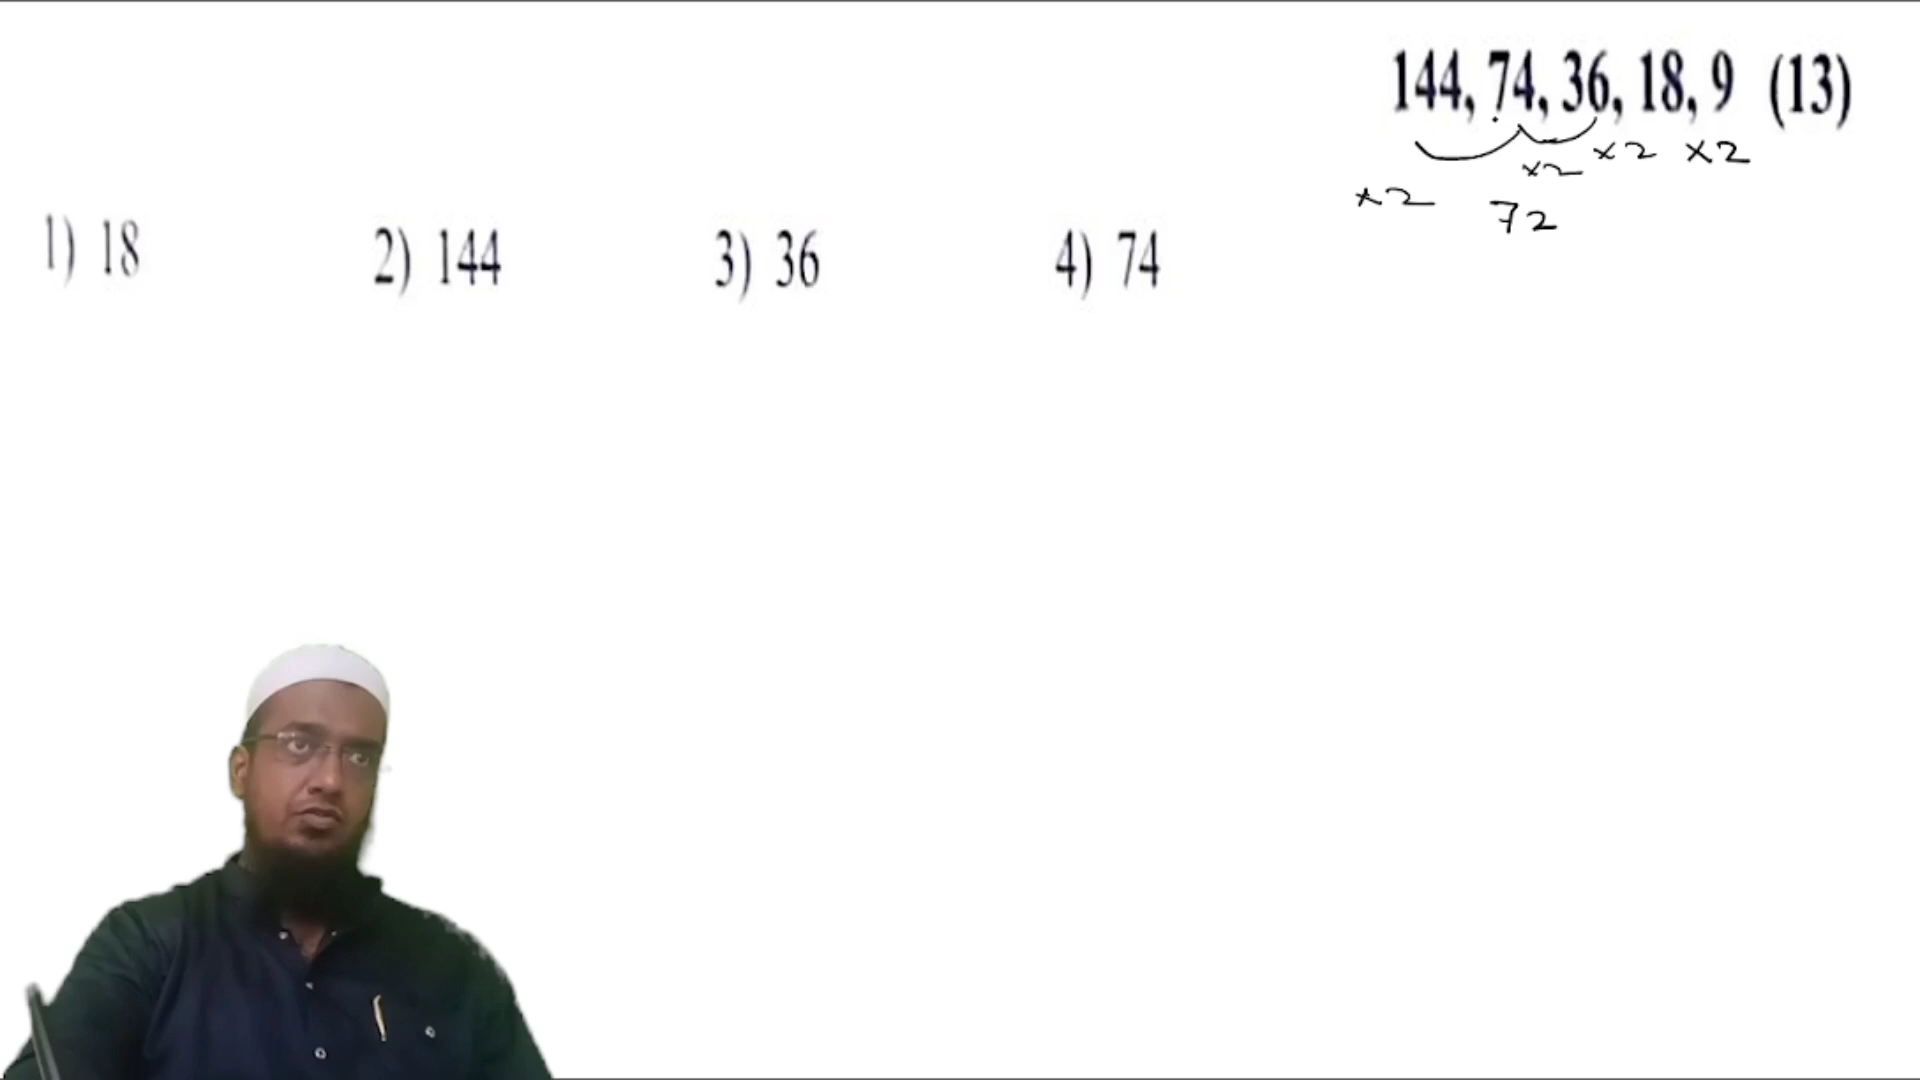 144, 74, 36, 18, 9 (13)
×2 ×2 ×2
×2 72
1) 18 2) 144 3) 36 4) 74